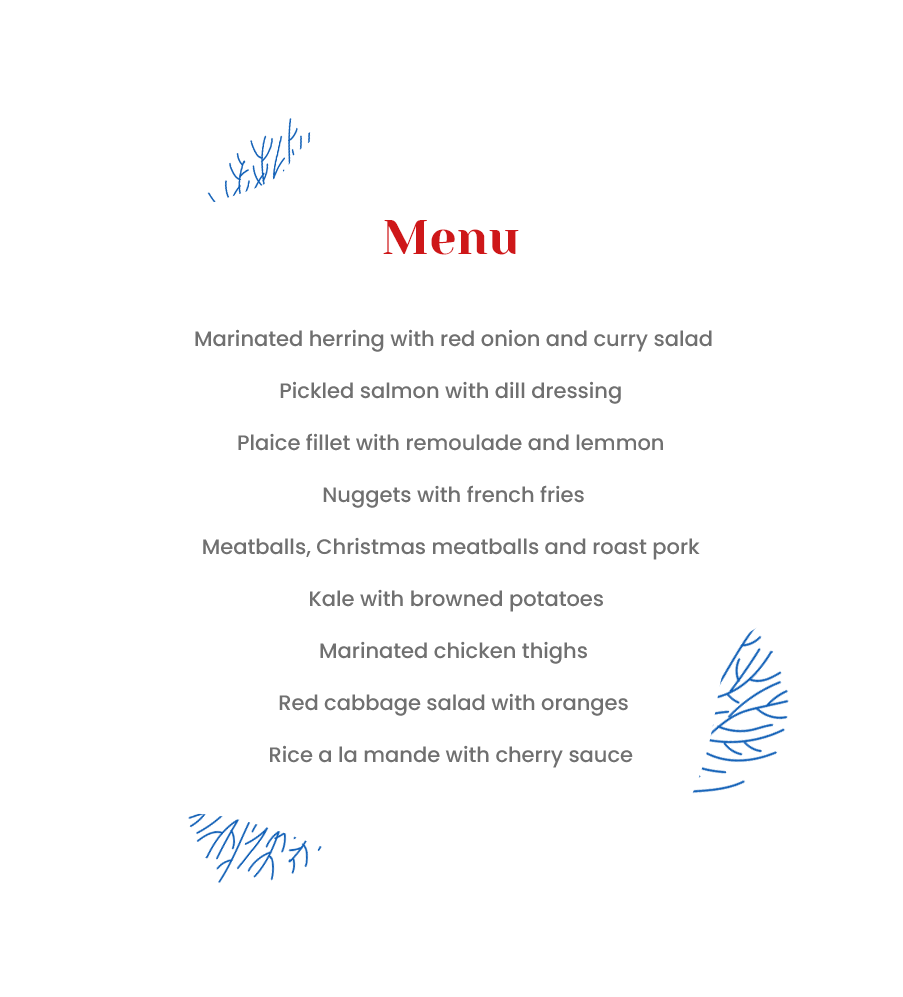 Menu
Marinated herring with red onion and curry salad
Pickled salmon with dill dressing
Plaice fillet with remoulade and lemmon
Nuggets with french fries
Meatballs, Christmas meatballs and roast pork
Kale with browned potatoes
Marinated chicken thighs
Red cabbage salad with oranges
Rice a la mande with cherry sauce